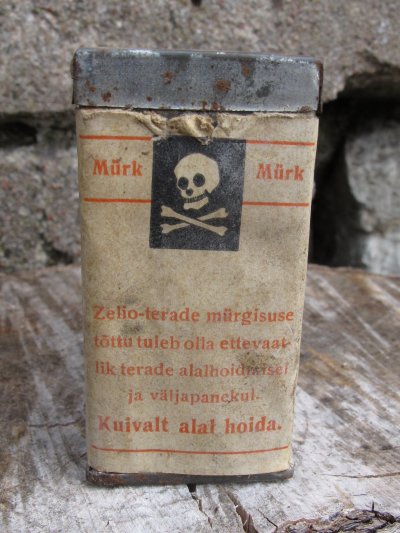 Mürk Mürk
Zelio-terade mürgisuse
tõttu tuleb olla ettevaat-
lik terade alalhoidmisel
ja väljapanekul.
Kuivalt alal hoida.